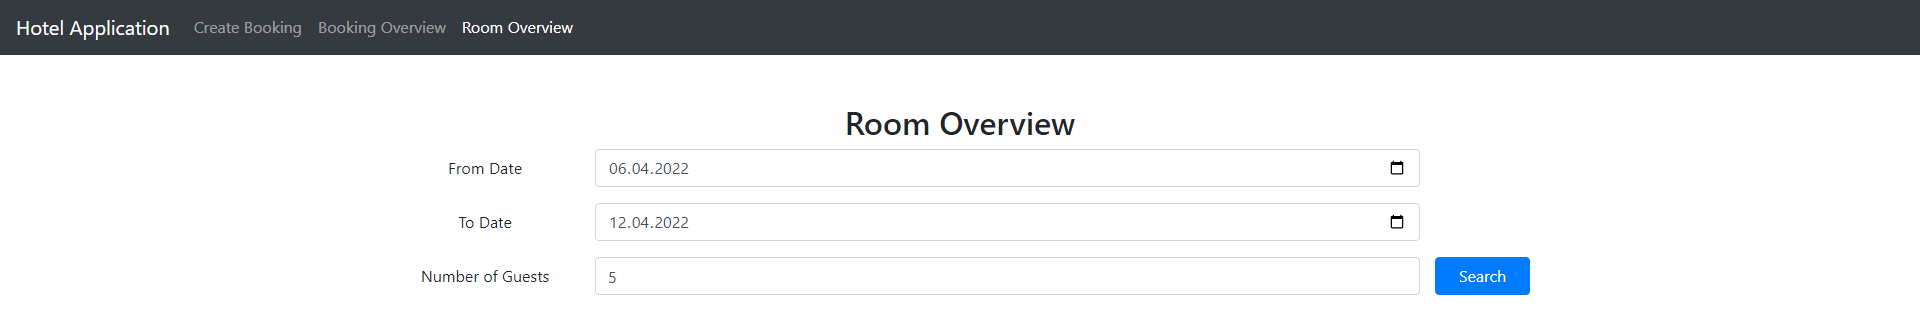 Hotel Application Create Booking Booking Overview Room Overview
Room Overview
From Date 06.04.2022
To Date 12.04.2022
Number of Guests 5 Search